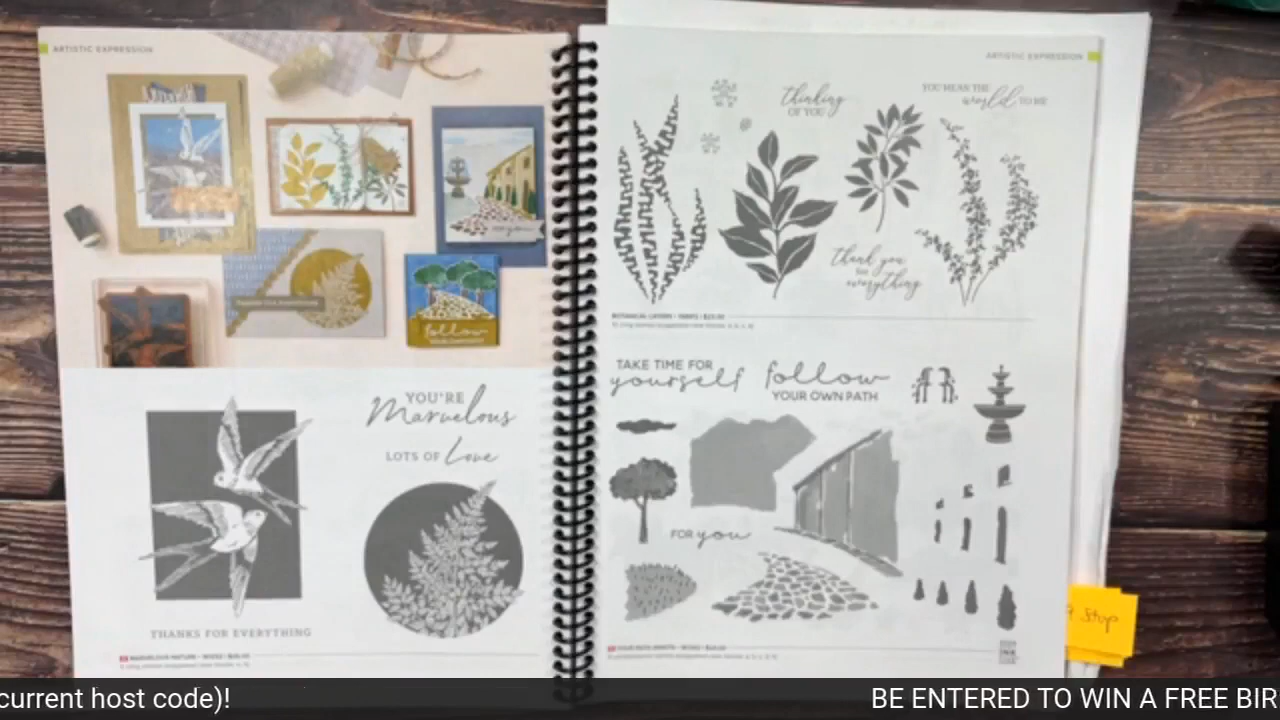 ARTISTIC EXPRESSION
follow
YOU'RE
Marvelous
LOTS OF Love
THANKS FOR EVERYTHING
ARTISTIC EXPRESSION
thinking
OF YOU
YOU MEAN THE
world TO ME
thank you
for
everything
TAKE TIME FOR
yourself
follow
YOUR OWN PATH
FOR you
Stop
current host code)!
BE ENTERED TO WIN A FREE BIR